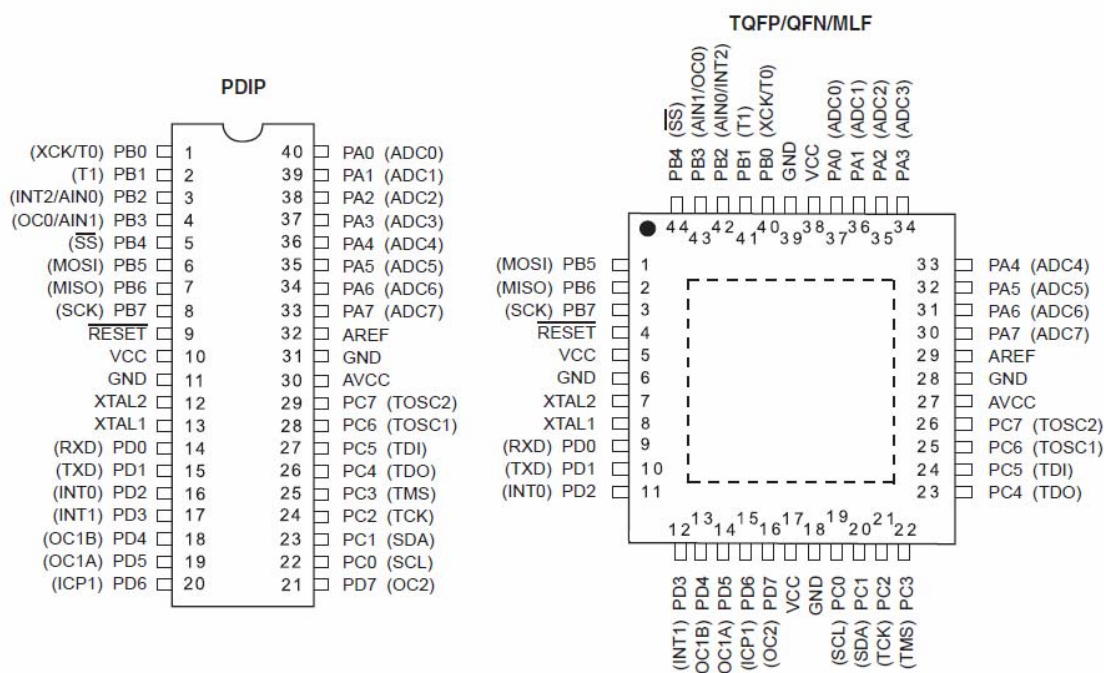 PDIP
(XCK/T0) PB0 1 40 PA0 (ADC0)
(T1) PB1 2 39 PA1 (ADC1)
(INT2/AIN0) PB2 3 38 PA2 (ADC2)
(OC0/AIN1) PB3 4 37 PA3 (ADC3)
(SS) PB4 5 36 PA4 (ADC4)
(MOSI) PB5 6 35 PA5 (ADC5)
(MISO) PB6 7 34 PA6 (ADC6)
(SCK) PB7 8 33 PA7 (ADC7)
RESET 9 32 AREF
VCC 10 31 GND
GND 11 30 AVCC
XTAL2 12 29 PC7 (TOSC2)
XTAL1 13 28 PC6 (TOSC1)
(RXD) PD0 14 27 PC5 (TDI)
(TXD) PD1 15 26 PC4 (TDO)
(INT0) PD2 16 25 PC3 (TMS)
(INT1) PD3 17 24 PC2 (TCK)
(OC1B) PD4 18 23 PC1 (SDA)
(OC1A) PD5 19 22 PC0 (SCL)
(ICP1) PD6 20 21 PD7 (OC2)
TQFP/QFN/MLF
PB4 (SS)
PB3 (AIN1/OC0)
PB2 (AIN0/INT2)
PB1 (T1)
PB0 (XCK/T0)
GND
VCC
PA0 (ADC0)
PA1 (ADC1)
PA2 (ADC2)
PA3 (ADC3)
44 43 42 41 40 39 38 37 36 35 34
(MOSI) PB5 1 33 PA4 (ADC4)
(MISO) PB6 2 32 PA5 (ADC5)
(SCK) PB7 3 31 PA6 (ADC6)
RESET 4 30 PA7 (ADC7)
VCC 5 29 AREF
GND 6 28 GND
XTAL2 7 27 AVCC
XTAL1 8 26 PC7 (TOSC2)
(RXD) PD0 9 25 PC6 (TOSC1)
(TXD) PD1 10 24 PC5 (TDI)
(INT0) PD2 11 23 PC4 (TDO)
12 13 14 15 16 17 18 19 20 21 22
(INT1) PD3
OC1B) PD4
OC1A) PD5
(ICP1) PD6
(OC2) PD7
VCC
GND
(SCL) PC0
(SDA) PC1
(TCK) PC2
(TMS) PC3